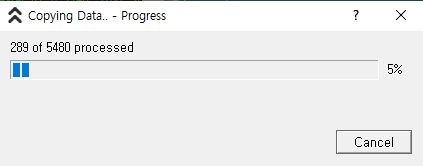 Copying Data.. - Progress
289 of 5480 processed
5%
Cancel